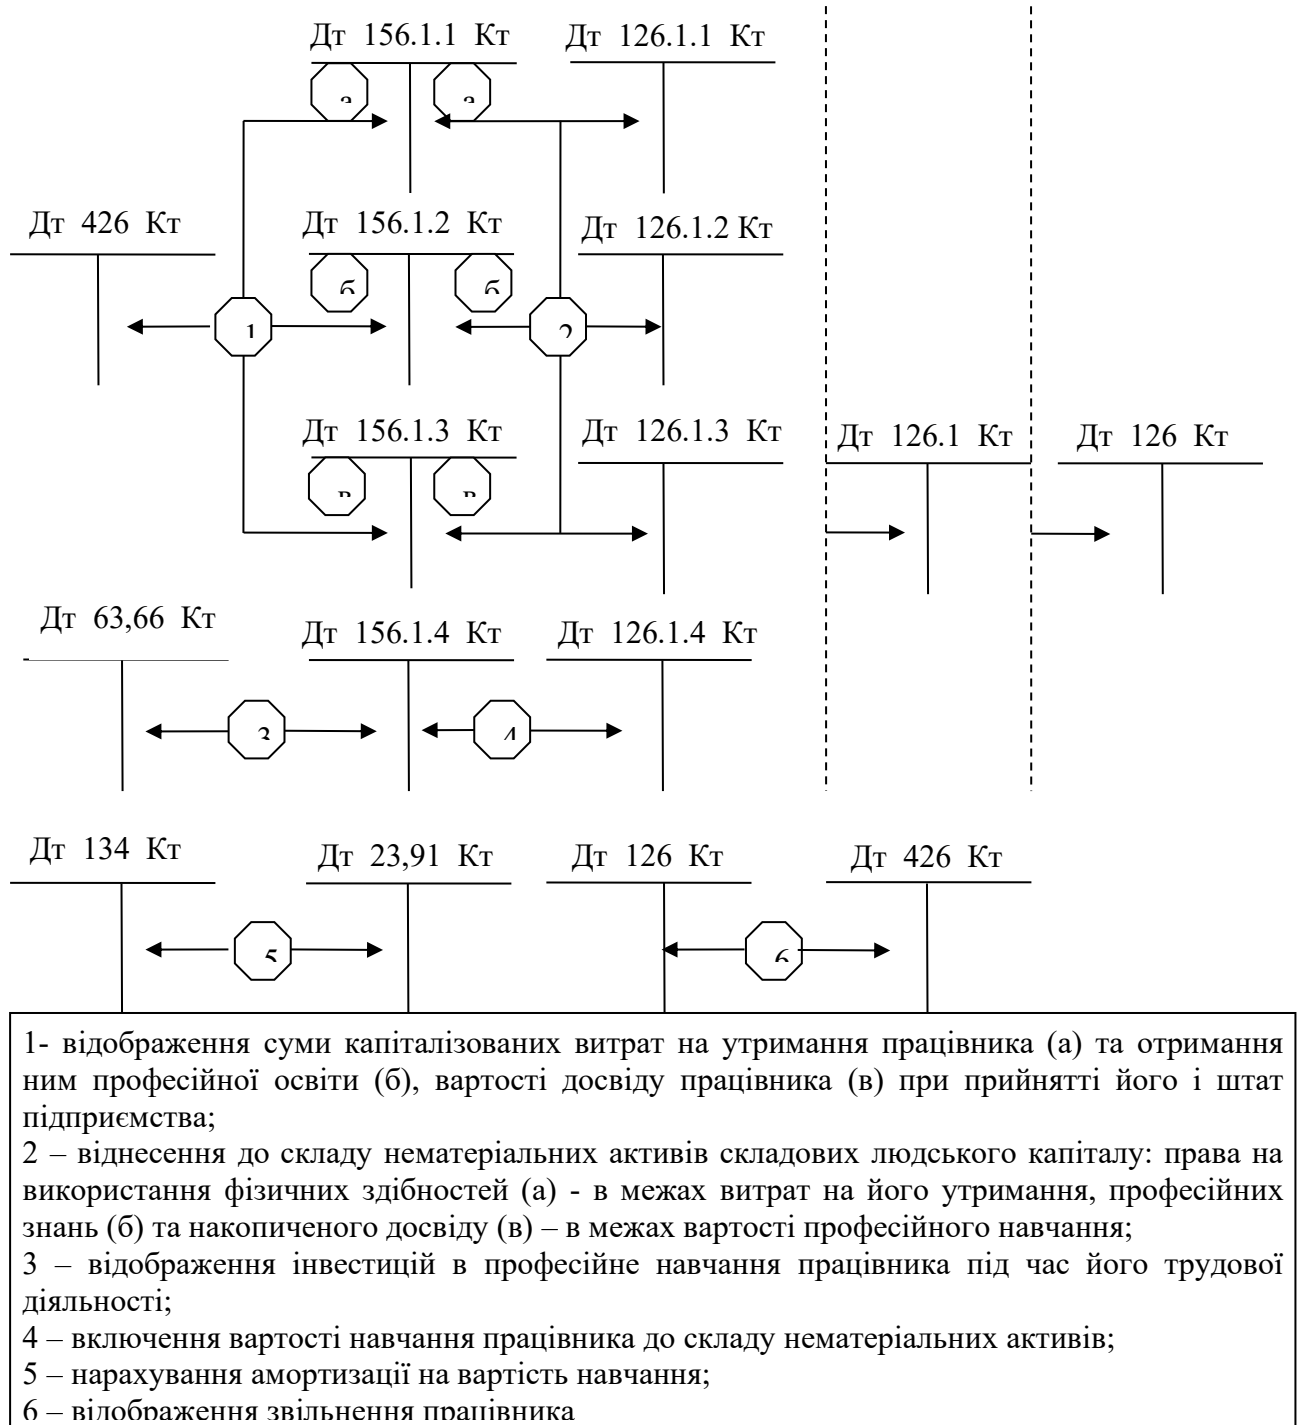 Дт 156.1.1 Кт Дт 126.1.1 Кт
а а
Дт 426 Кт Дт 156.1.2 Кт Дт 126.1.2 Кт
б б
1 2
Дт 156.1.3 Кт Дт 126.1.3 Кт Дт 126.1 Кт Дт 126 Кт
в в
Дт 63,66 Кт Дт 156.1.4 Кт Дт 126.1.4 Кт
3 4
Дт 134 Кт Дт 23,91 Кт Дт 126 Кт Дт 426 Кт
5 6
1- відображення суми капіталізованих витрат на утримання працівника (а) та отримання
ним професійної освіти (б), вартості досвіду працівника (в) при прийнятті його і штат
підприємства;
2 – віднесення до складу нематеріальних активів складових людського капіталу: права на
використання фізичних здібностей (а) - в межах витрат на його утримання, професійних
знань (б) та накопиченого досвіду (в) – в межах вартості професійного навчання;
3 – відображення інвестицій в професійне навчання працівника під час його трудової
діяльності;
4 – включення вартості навчання працівника до складу нематеріальних активів;
5 – нарахування амортизації на вартість навчання;
6 – відображення звільнення працівника